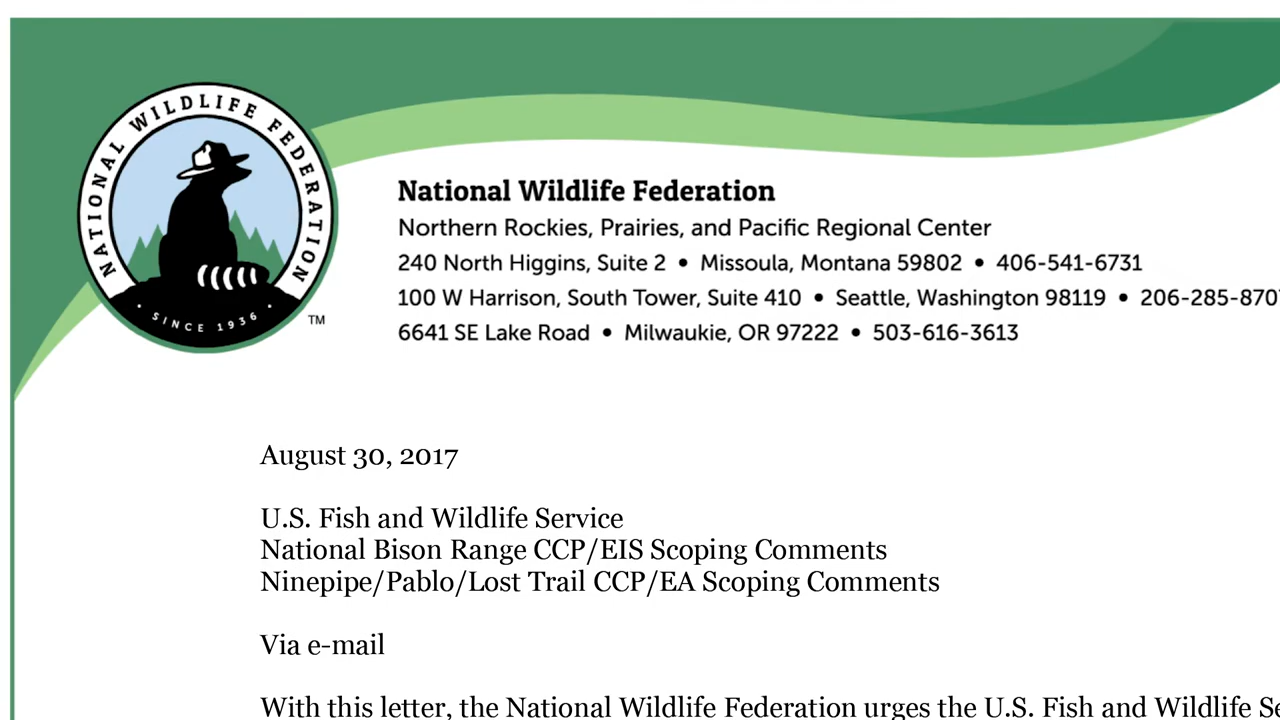 NATIONAL WILDLIFE FEDERATION
• SINCE 1936 •
TM
National Wildlife Federation
Northern Rockies, Prairies, and Pacific Regional Center
240 North Higgins, Suite 2 • Missoula, Montana 59802 • 406-541-6731
100 W Harrison, South Tower, Suite 410 • Seattle, Washington 98119 •
6641 SE Lake Road • Milwaukie, OR 97222 • 503-616-3613
August 30, 2017
U.S. Fish and Wildlife Service
National Bison Range CCP/EIS Scoping Comments
Ninepipe/Pablo/Lost Trail CCP/EA Scoping Comments
Via e-mail
With this letter, the National Wildlife Federation urges the U.S. Fish and Wildlife